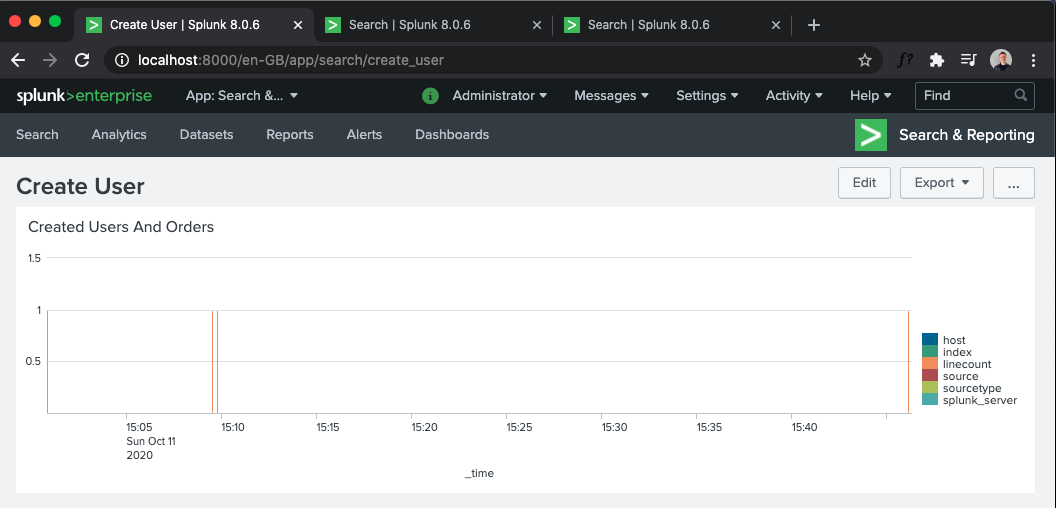 Create User | Splunk 8.0.6
Search | Splunk 8.0.6
Search | Splunk 8.0.6
localhost:8000/en-GB/app/search/create_user
f?
splunk>enterprise App: Search &... Administrator Messages Settings Activity Help Find
Search Analytics Datasets Reports Alerts Dashboards Search & Reporting
Create User Edit Export ...
Created Users And Orders
1.5
1
0.5
host
index
linecount
source
sourcetype
splunk_server
15:05 15:10 15:15 15:20 15:25 15:30 15:35 15:40
Sun Oct 11
2020
_time